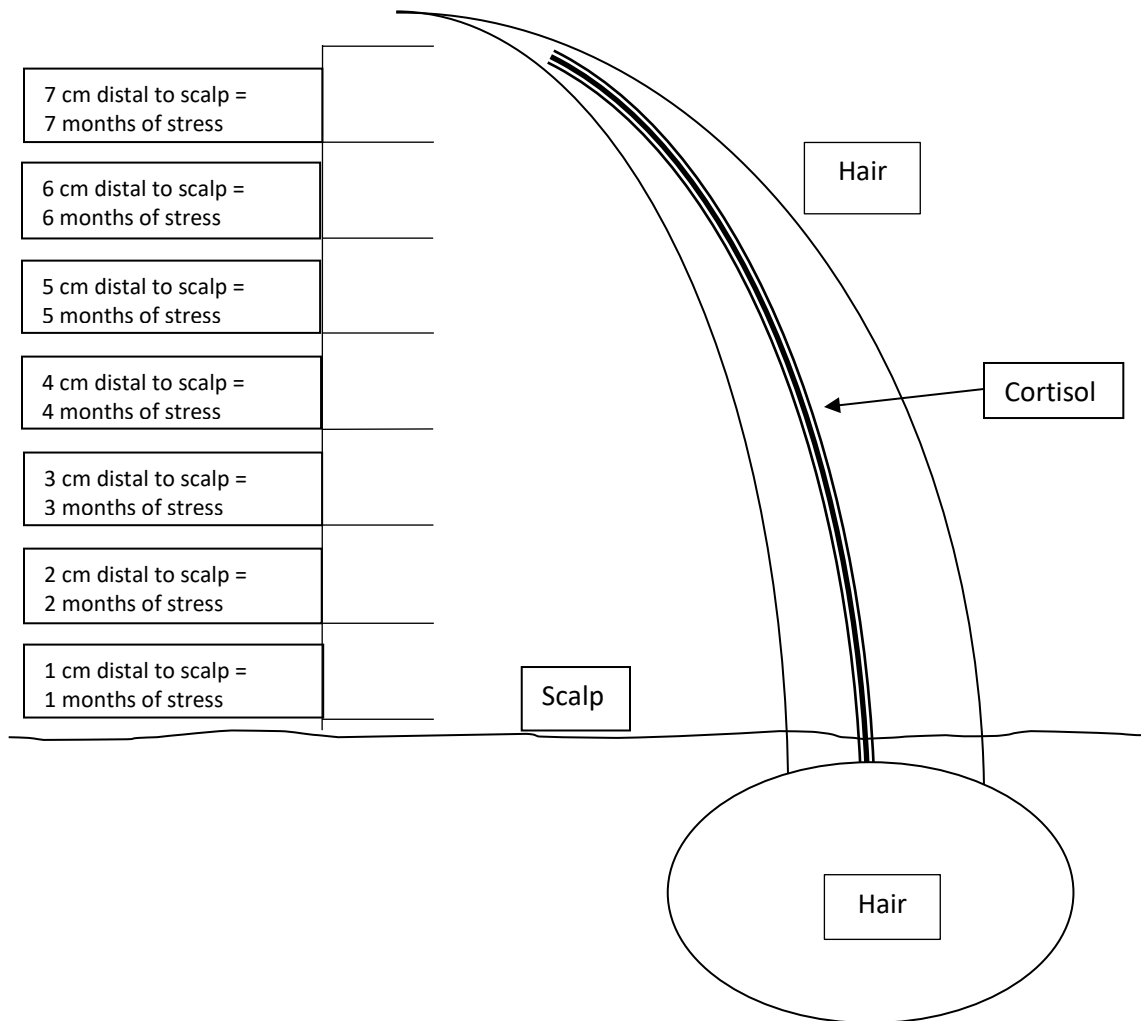 7 cm distal to scalp =
7 months of stress
Hair
6 cm distal to scalp =
6 months of stress
5 cm distal to scalp =
5 months of stress
4 cm distal to scalp =
4 months of stress
Cortisol
3 cm distal to scalp =
3 months of stress
2 cm distal to scalp =
2 months of stress
1 cm distal to scalp =
1 months of stress
Scalp
Hair